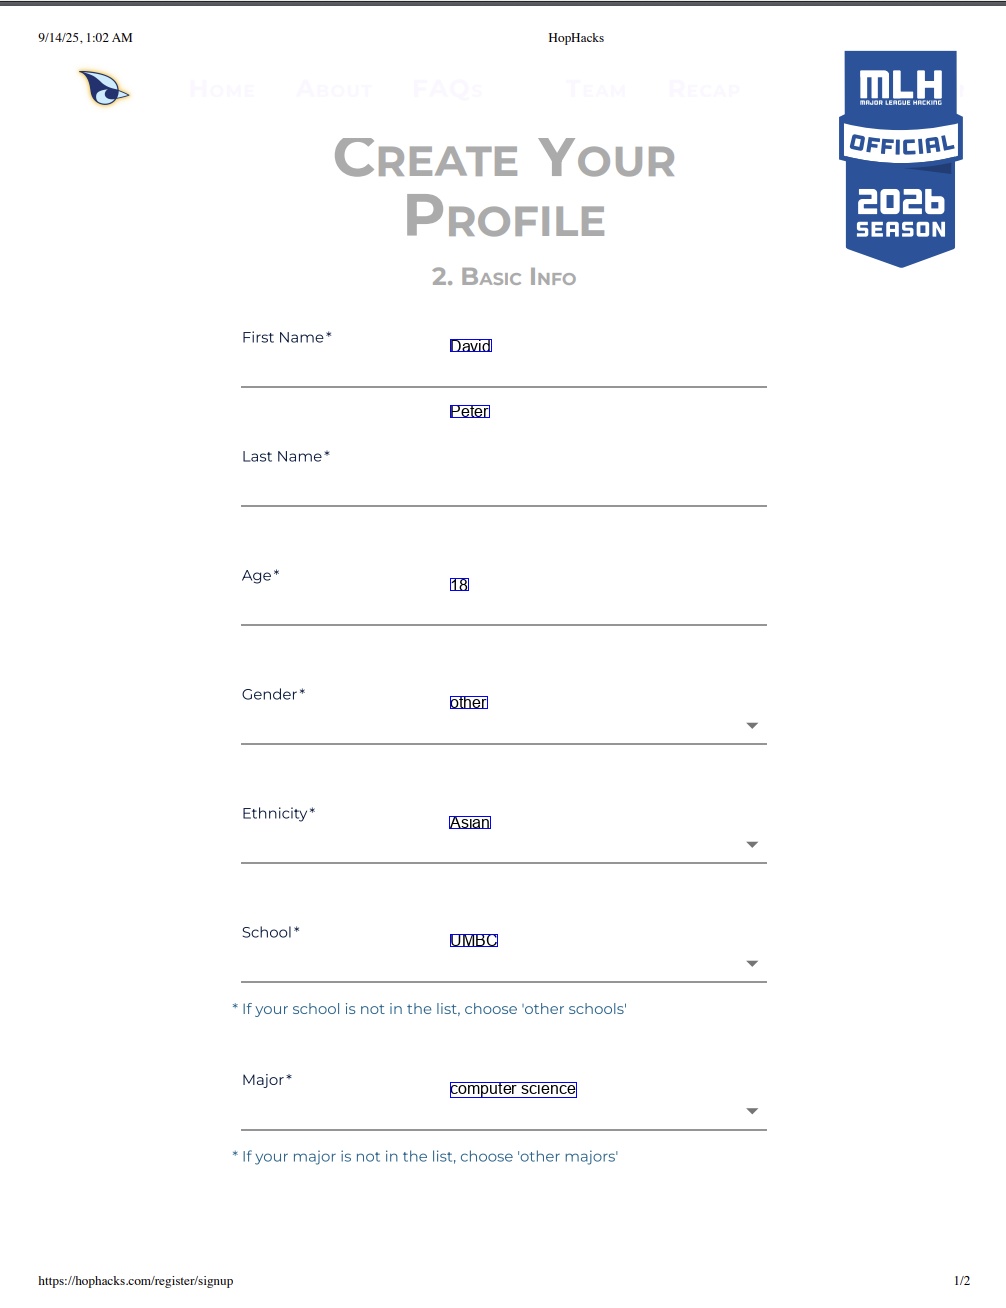 9/14/25, 1:02 AM HopHacks
Home About FAQs Team Recap
MLH
MAJOR LEAGUE HACKING
OFFICIAL
2026
SEASON
Create Your
Profile
2. Basic Info
First Name*
David
Peter
Last Name*
Age*
18
Gender*
other
Ethnicity*
Asian
School*
UMBC
* If your school is not in the list, choose 'other schools'
Major*
computer science
* If your major is not in the list, choose 'other majors'
https://hophacks.com/register/signup 1/2